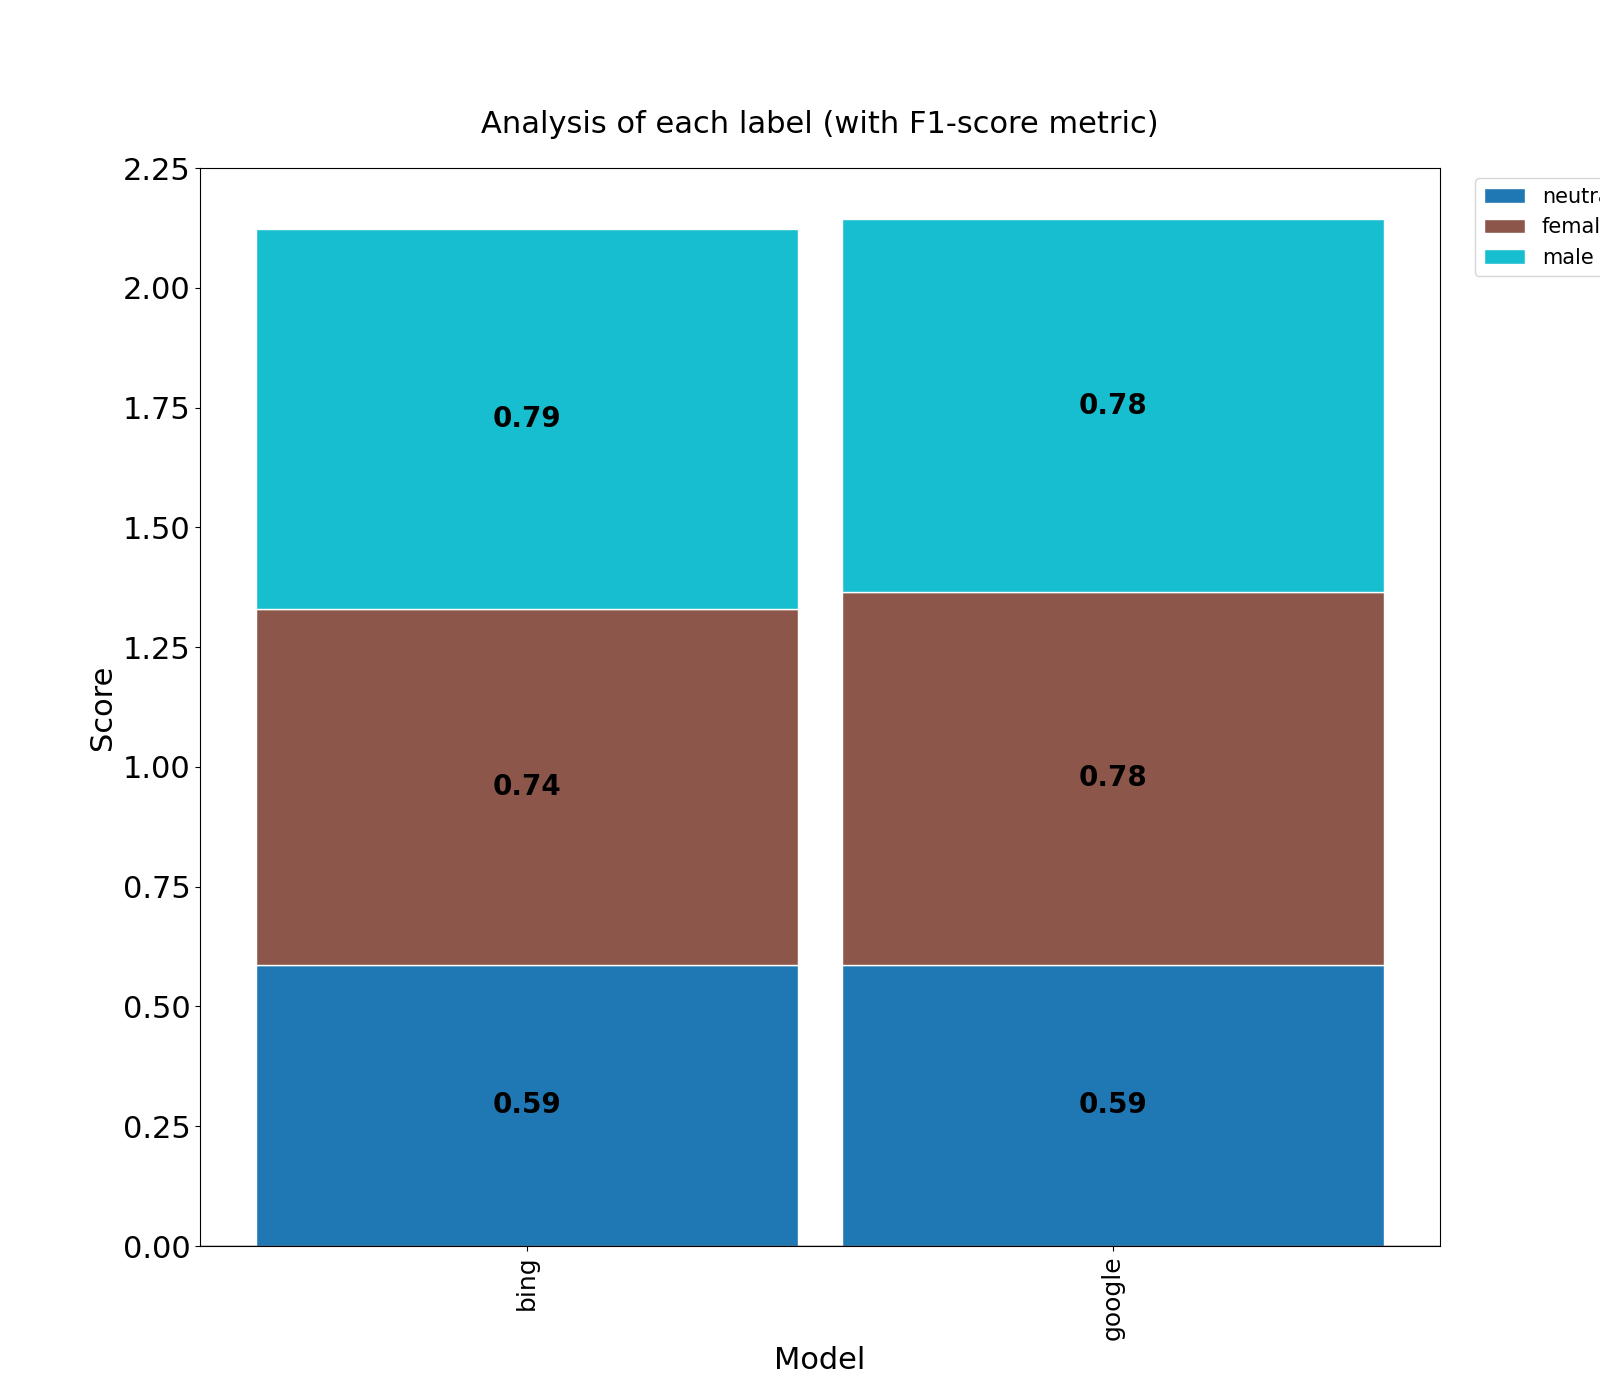 Analysis of each label (with F1-score metric)
2.25
2.00
1.75
1.50
1.25
1.00
0.75
0.50
0.25
0.00
Score
0.79
0.78
0.74
0.78
0.59
0.59
bing
google
Model
neutra
femal
male